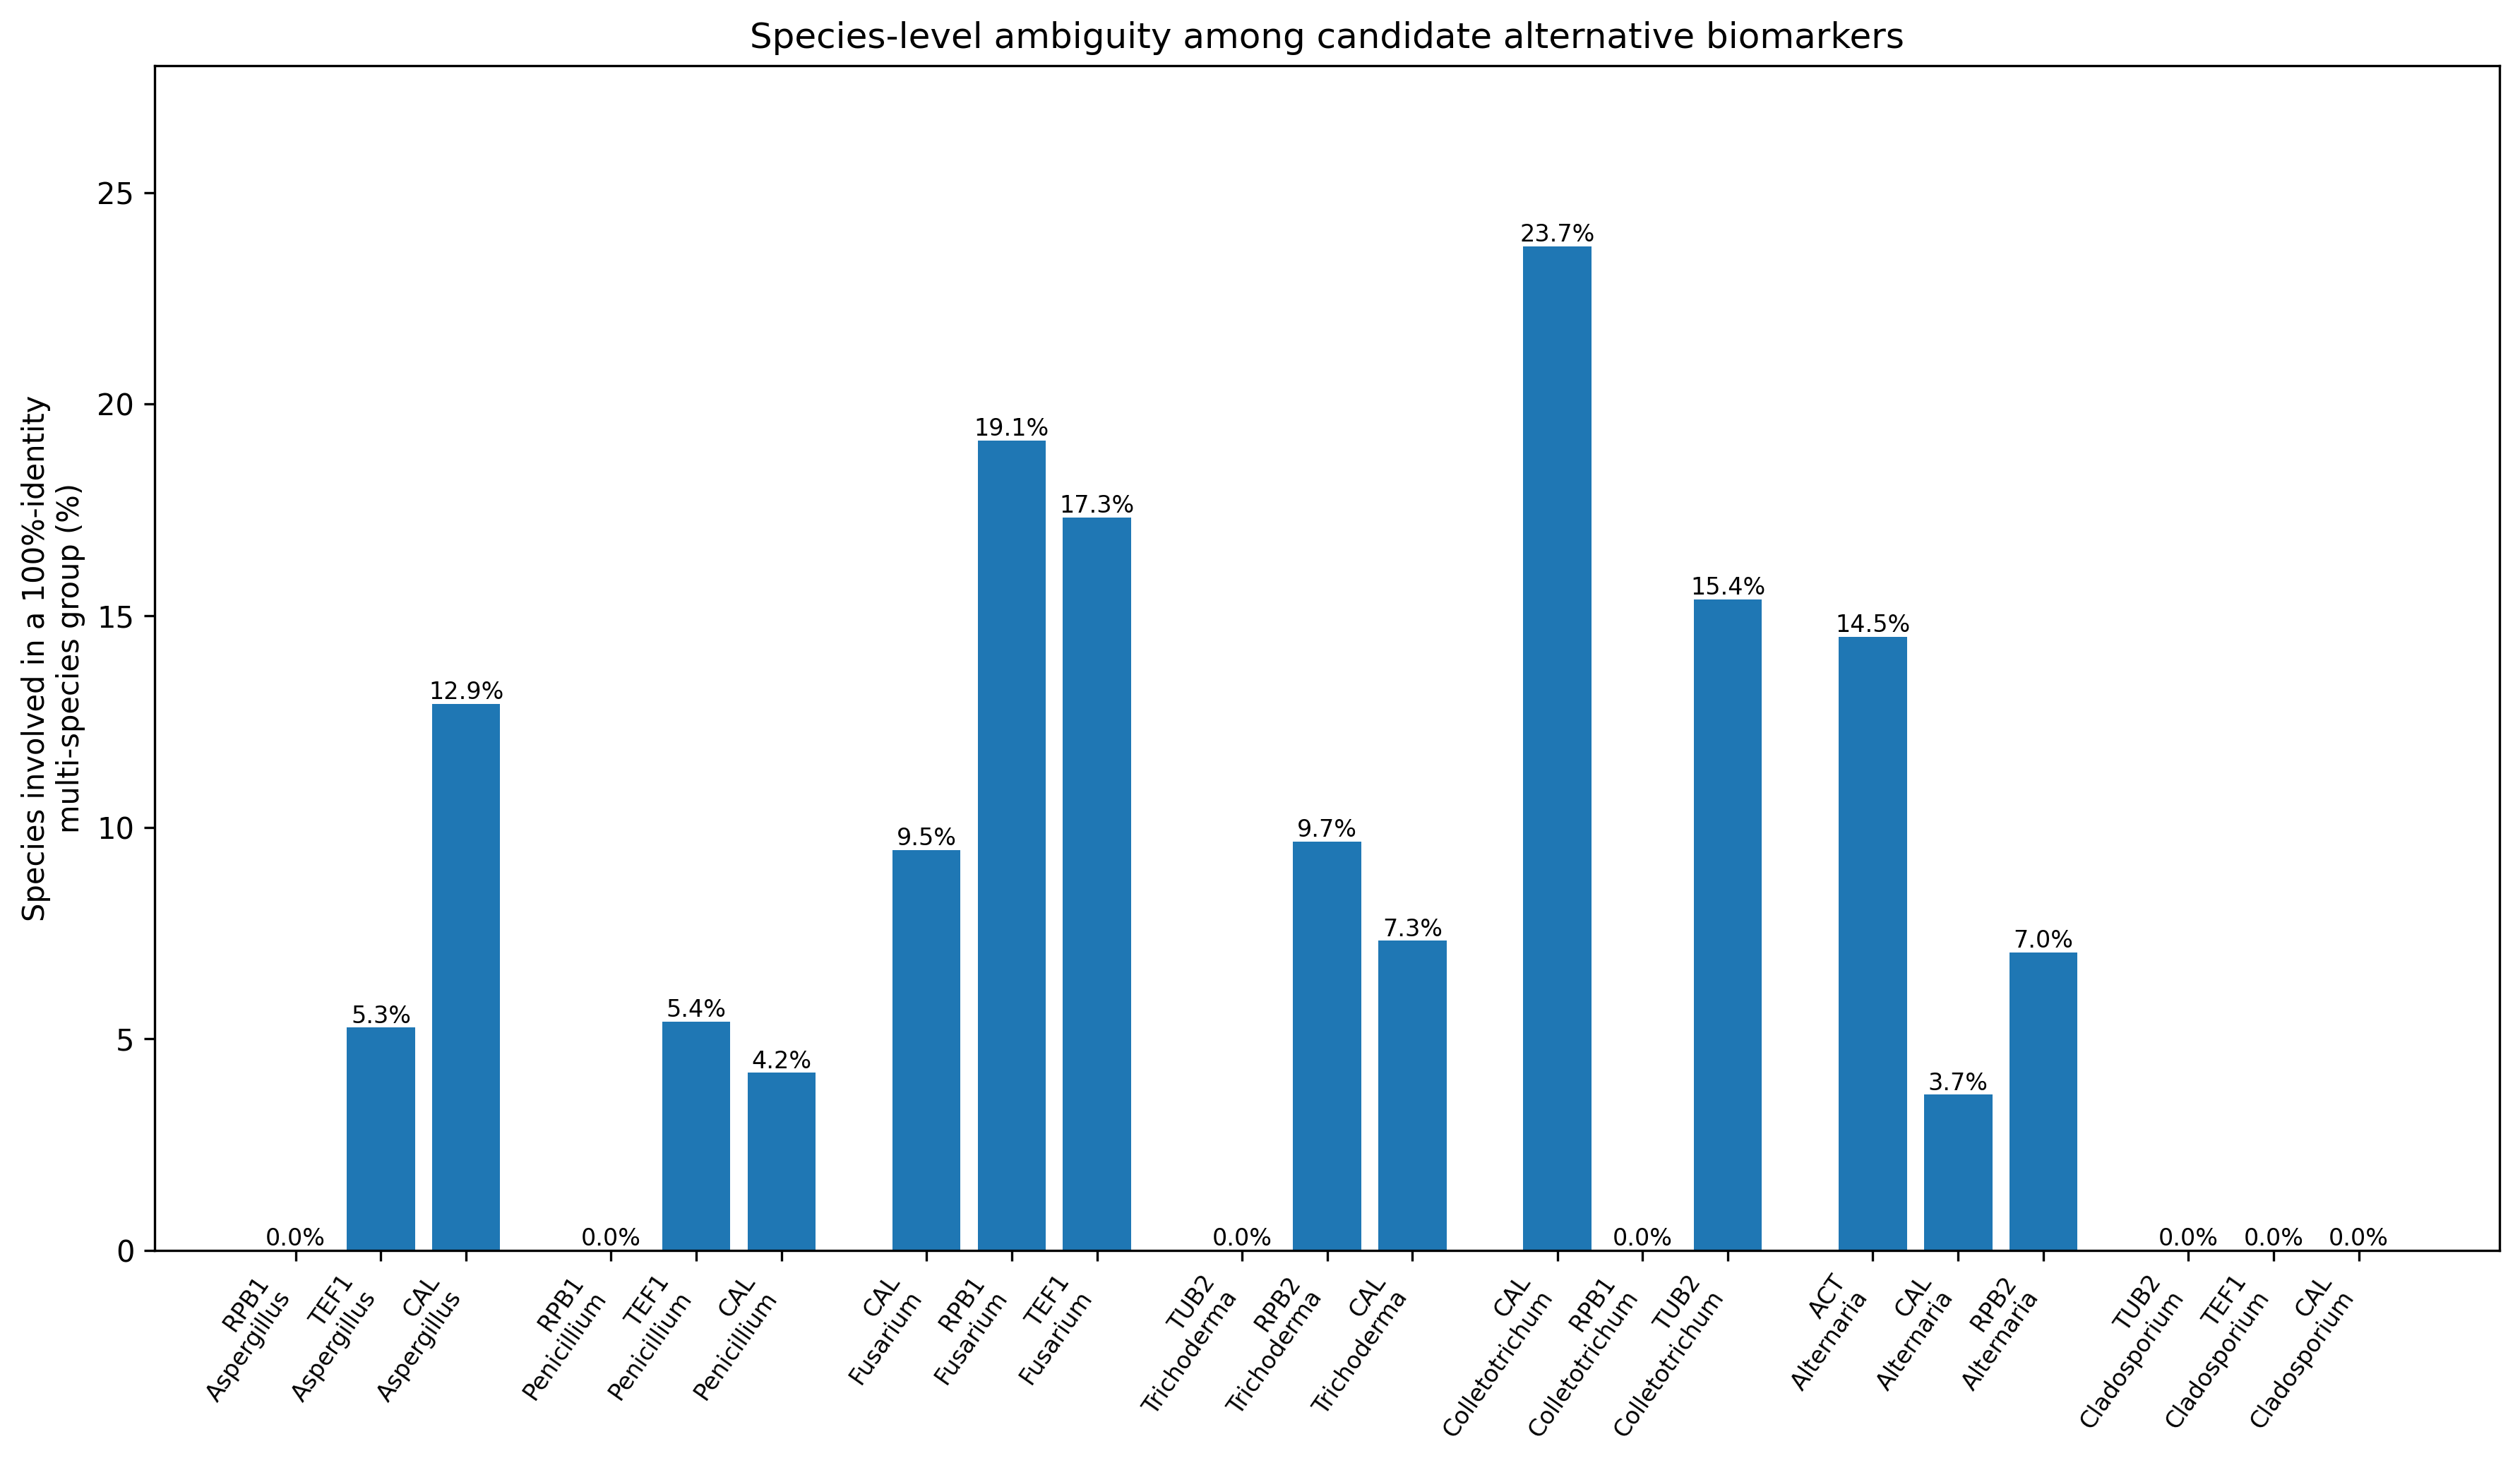 Species-level ambiguity among candidate alternative biomarkers
Species involved in a 100%-identity
multi-species group (%)
25
20
15
10
5
0
0.0%
5.3%
12.9%
0.0%
5.4%
4.2%
9.5%
19.1%
17.3%
0.0%
9.7%
7.3%
23.7%
0.0%
15.4%
14.5%
3.7%
7.0%
0.0%
0.0%
0.0%
RPB1
Aspergillus
TEF1
Aspergillus
CAL
Aspergillus
RPB1
Penicillium
TEF1
Penicillium
CAL
Penicillium
CAL
Fusarium
RPB1
Fusarium
TEF1
Fusarium
TUB2
Trichoderma
RPB2
Trichoderma
CAL
Trichoderma
CAL
Colletotrichum
RPB1
Colletotrichum
TUB2
Colletotrichum
ACT
Alternaria
CAL
Alternaria
RPB2
Alternaria
TUB2
Cladosporium
TEF1
Cladosporium
CAL
Cladosporium